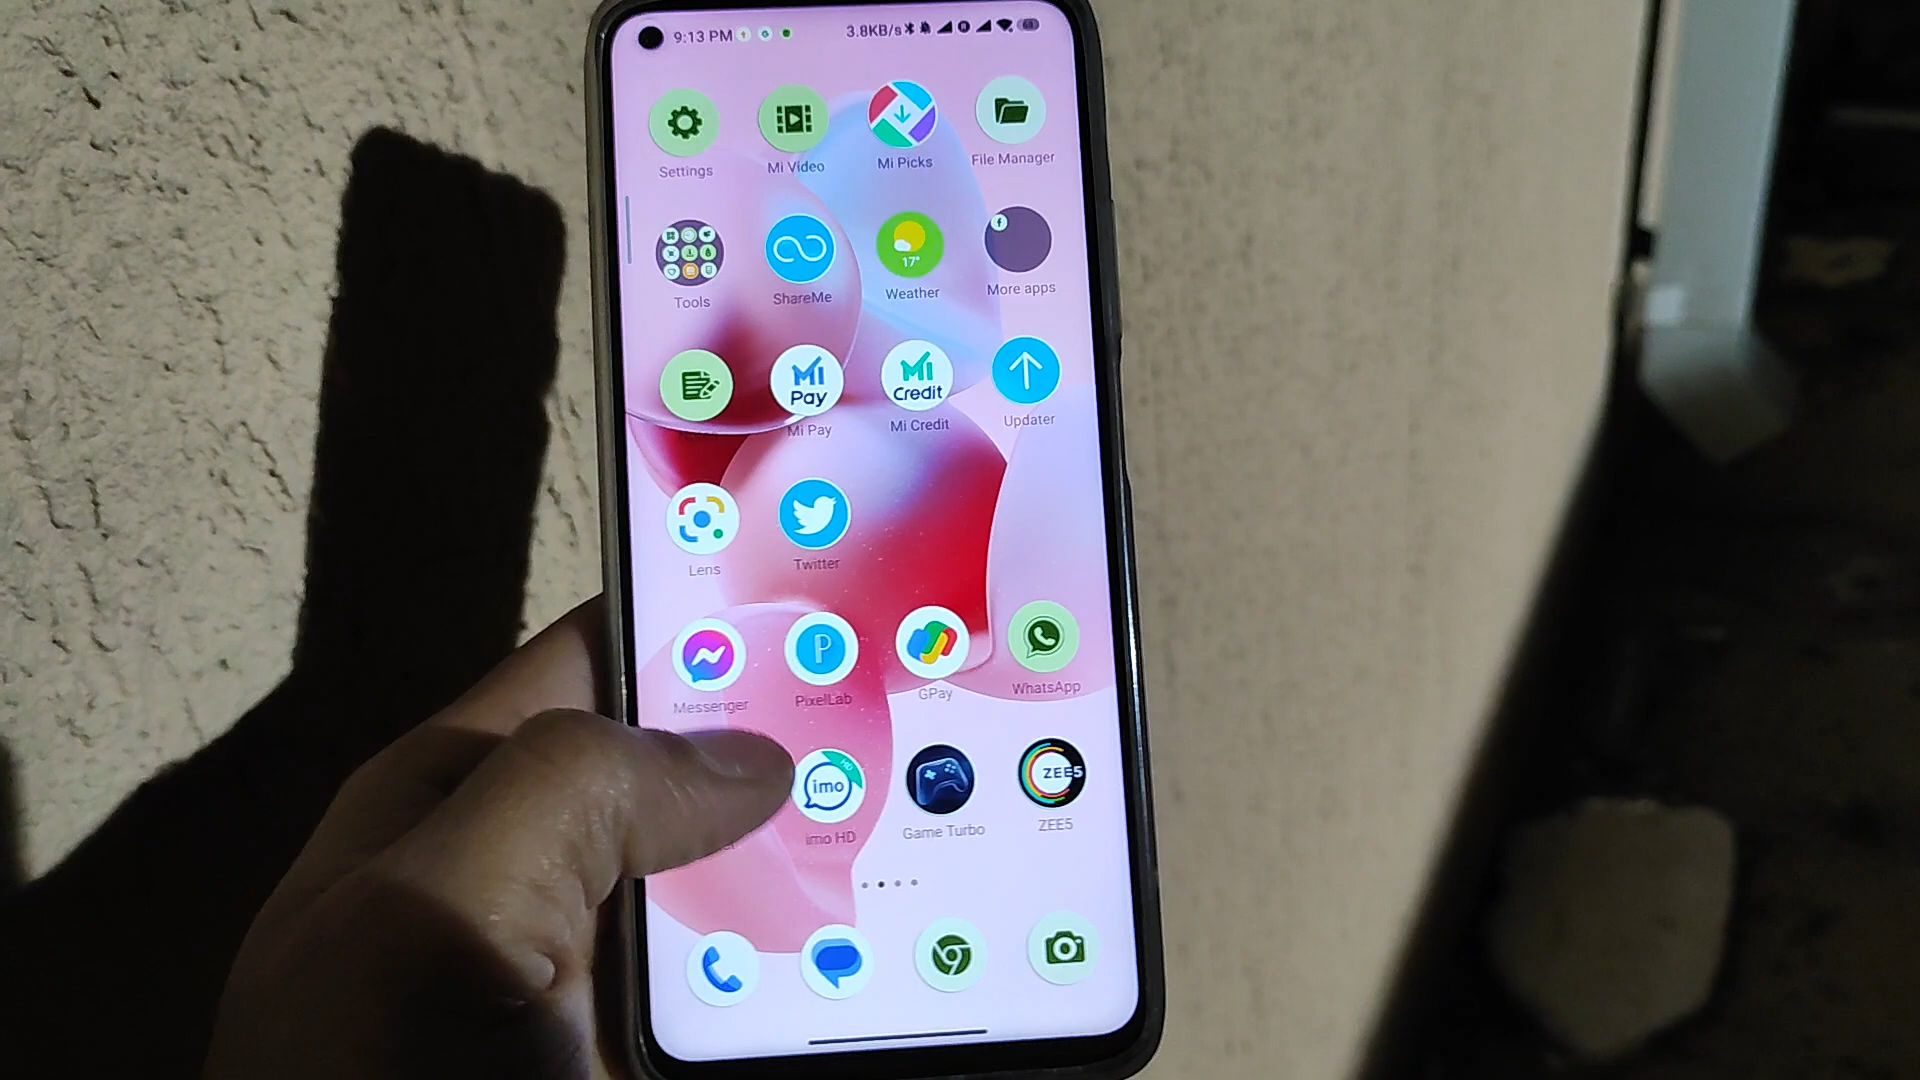 9:13 PM 3.8KB/s 63
Settings Mi Video Mi Picks File Manager
17°
Tools ShareMe Weather More apps
Mi Pay Mi Credit
Mi Pay Mi Credit Updater
Lens Twitter
Messenger PixelLab GPay WhatsApp
HD
imo ZEE5
imo HD Game Turbo ZEE5